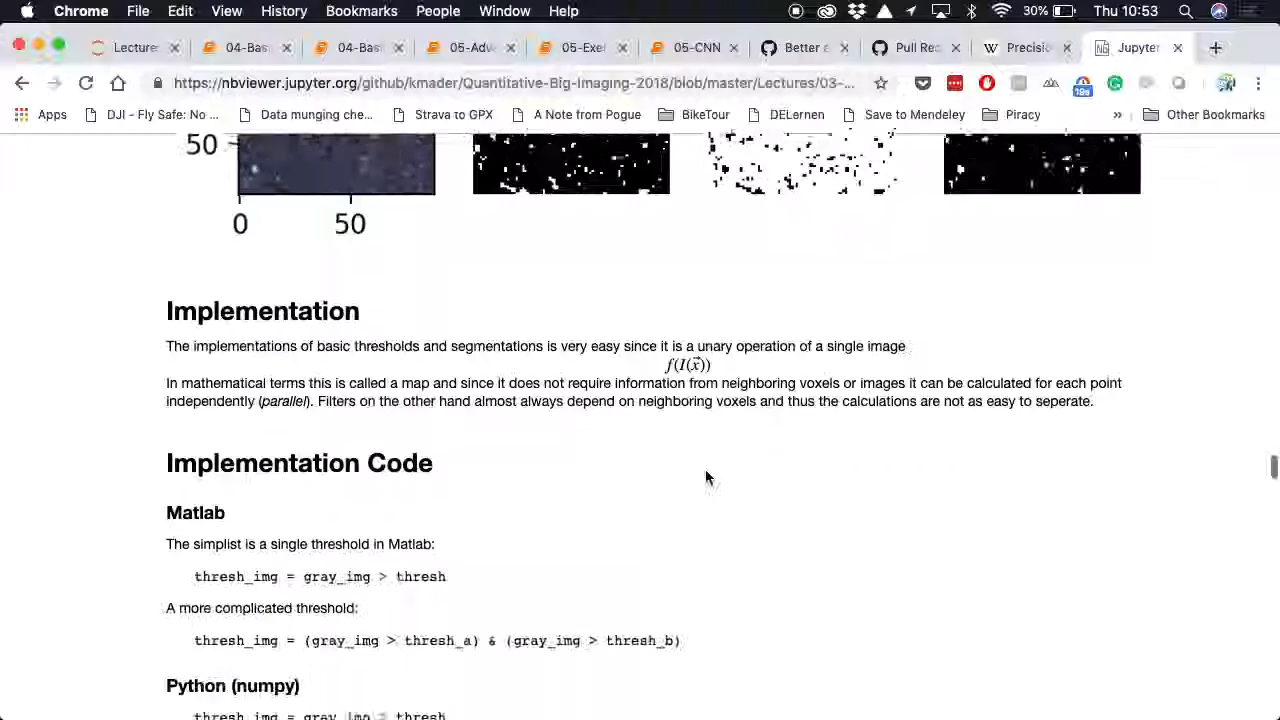 Chrome File Edit View History Bookmarks People Window Help 30% Thu 10:53
Lecture 04-Bas 04-Bas 05-Adv 05-Exe 05-CNN Better Pull Re Precisio Jupyter
https://nbviewer.jupyter.org/github/kmader/Quantitative-Big-Imaging-2018/blob/master/Lectures/03-... 19s
Apps DJI - Fly Safe: No ... Data munging che... Strava to GPX A Note from Pogue BikeTour DELernen Save to Mendeley Piracy » Other Bookmarks
50
0 50
Implementation
The implementations of basic thresholds and segmentations is very easy since it is a unary operation of a single image
f(I(x⃗))
In mathematical terms this is called a map and since it does not require information from neighboring voxels or images it can be calculated for each point
independently (parallel). Filters on the other hand almost always depend on neighboring voxels and thus the calculations are not as easy to seperate.
Implementation Code
Matlab
The simplist is a single threshold in Matlab:
thresh_img = gray_img > thresh
A more complicated threshold:
thresh_img = (gray_img > thresh_a) & (gray_img > thresh_b)
Python (numpy)
thresh_img = gray_img > thresh